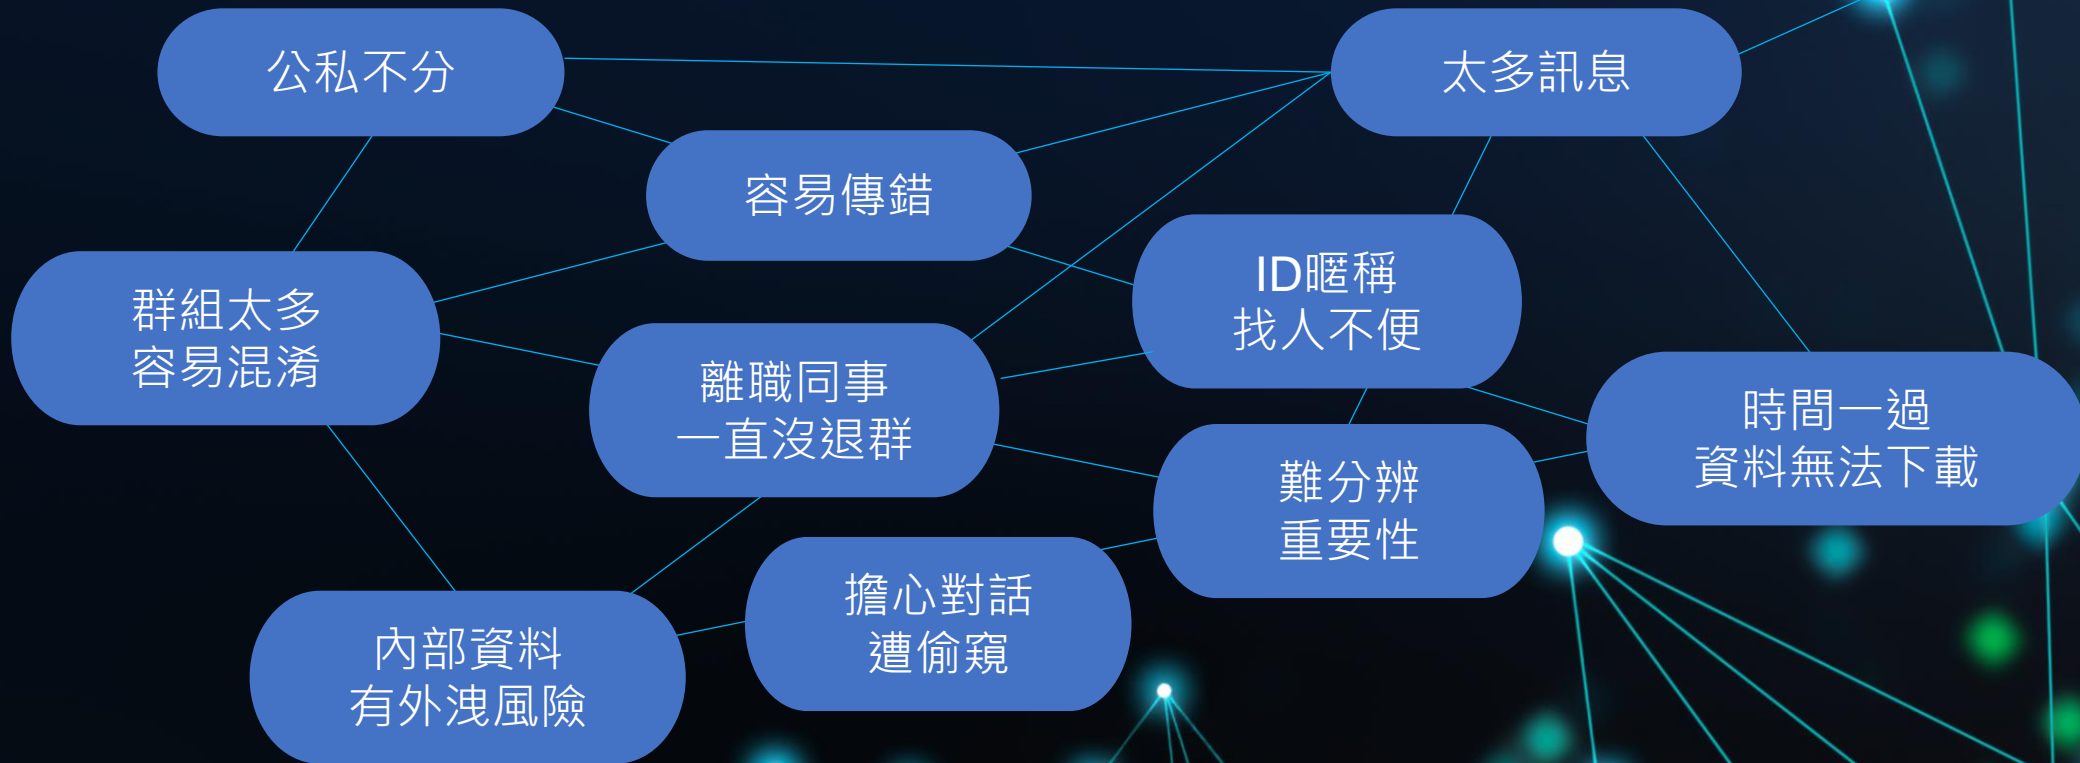 公私不分
太多訊息
容易傳錯
ID暱稱
找人不便
群組太多
容易混淆
離職同事
一直沒退群
時間一過
資料無法下載
難分辨
重要性
擔心對話
遭偷窺
內部資料
有外洩風險